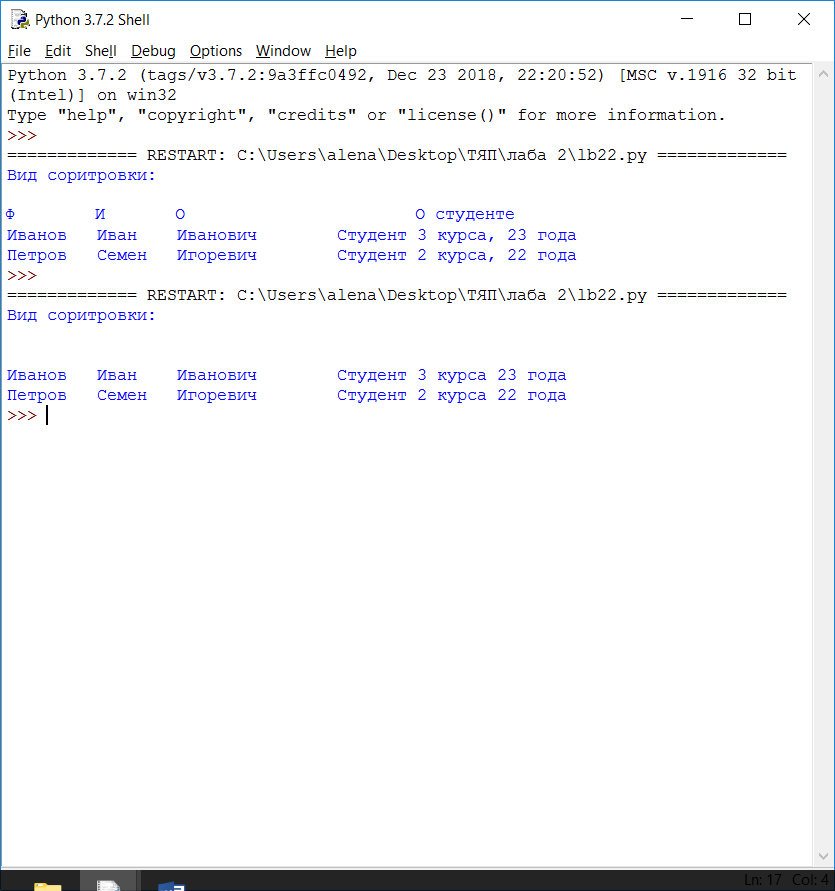 Python 3.7.2 Shell
File Edit Shell Debug Options Window Help
Python 3.7.2 (tags/v3.7.2:9a3ffc0492, Dec 23 2018, 22:20:52) [MSC v.1916 32 bit
(Intel)] on win32
Type "help", "copyright", "credits" or "license()" for more information.
>>>
============= RESTART: C:\Users\alena\Desktop\ТЯП\лаба 2\lb22.py =============
Вид соритровки:
Ф И О О студенте
Иванов Иван Иванович Студент 3 курса, 23 года
Петров Семен Игоревич Студент 2 курса, 22 года
>>>
============= RESTART: C:\Users\alena\Desktop\ТЯП\лаба 2\lb22.py =============
Вид соритровки:
Иванов Иван Иванович Студент 3 курса 23 года
Петров Семен Игоревич Студент 2 курса 22 года
>>>
Ln: 17 Col: 4